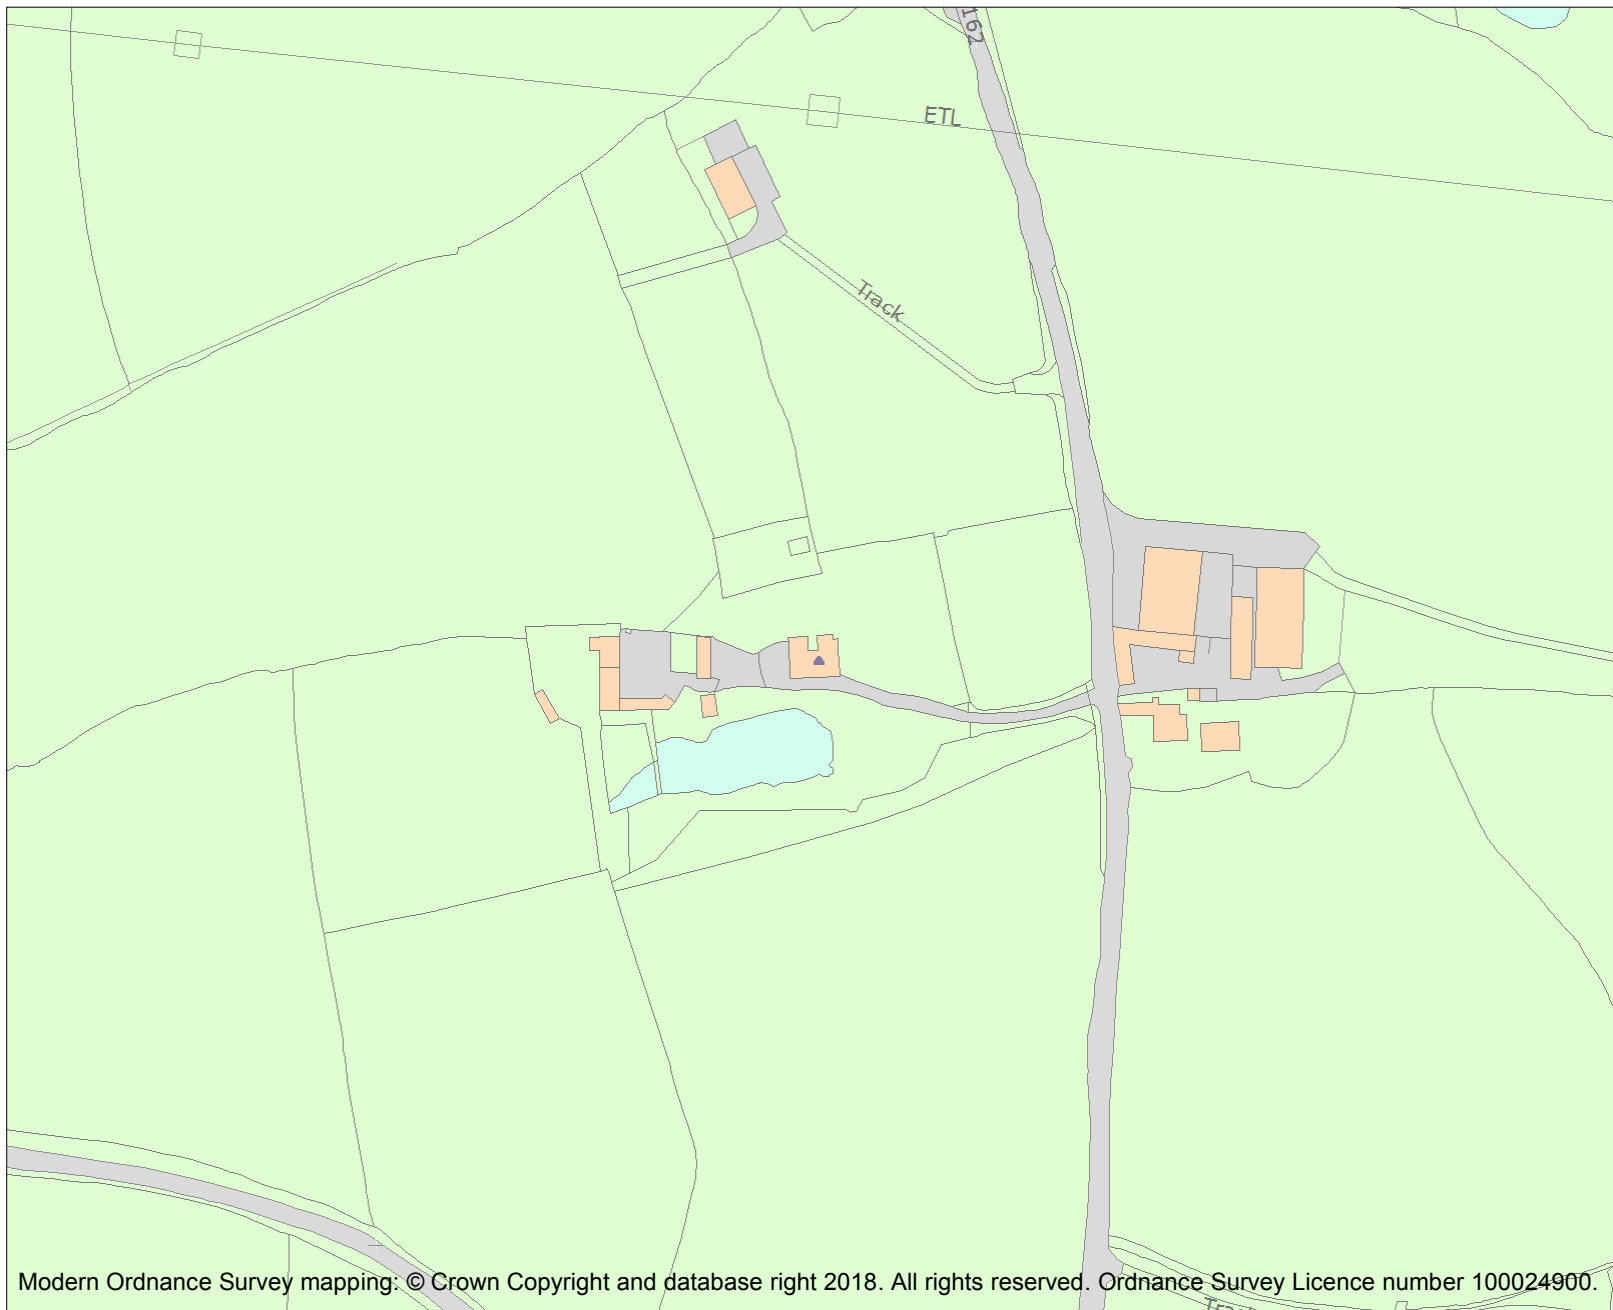 162
ETL
Track
Modern Ordnance Survey mapping: © Crown Copyright and database right 2018. All rights reserved. Ordnance Survey Licence number 100024900.